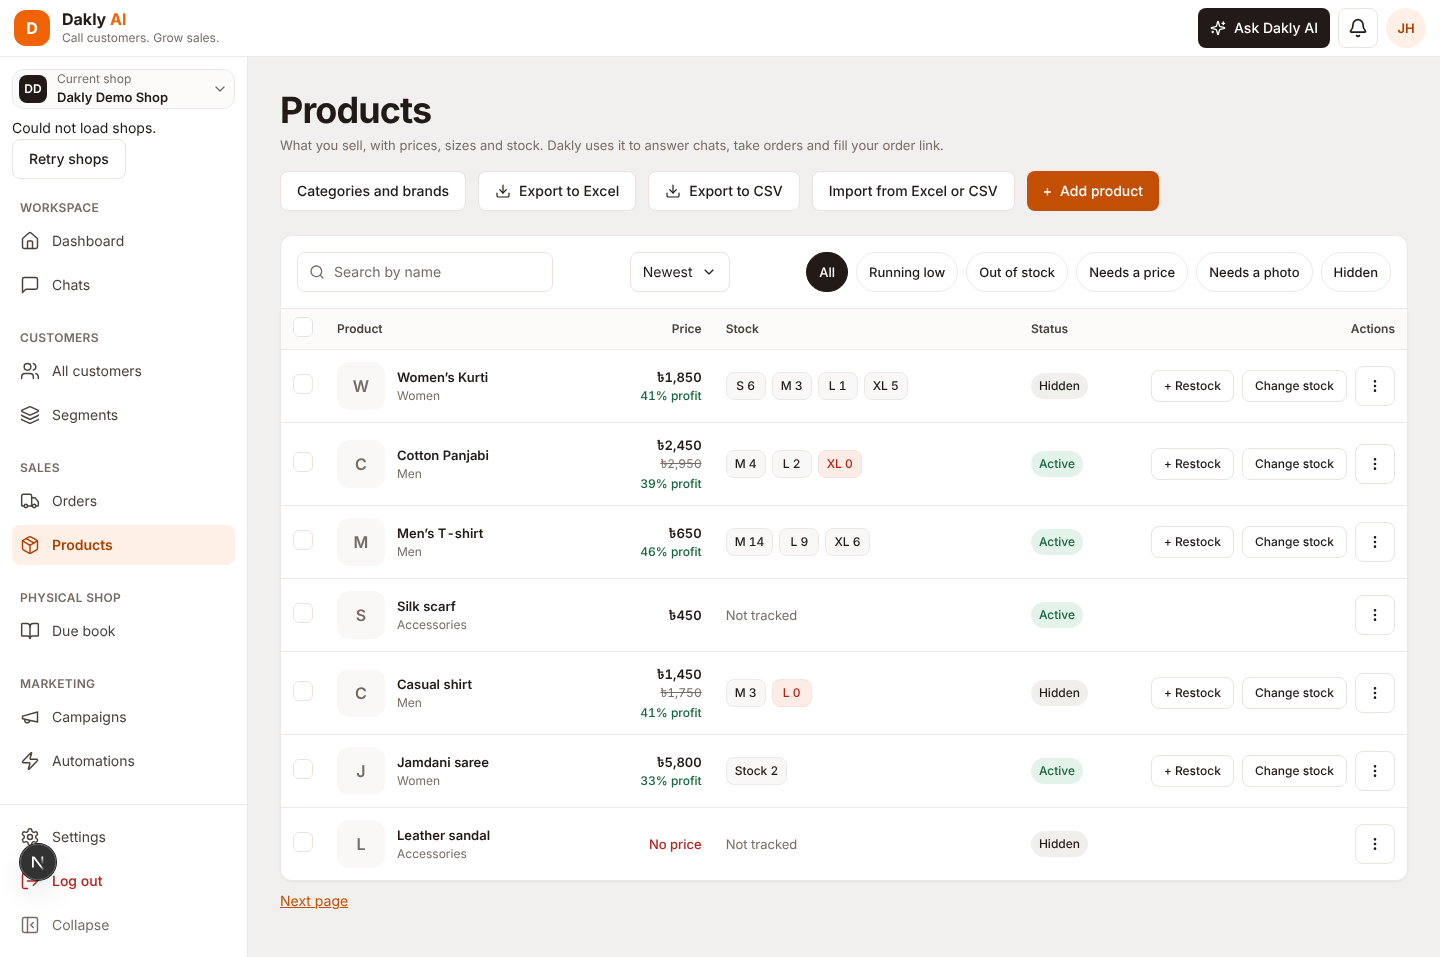 D
Dakly AI
Call customers. Grow sales.
Ask Dakly AI
JH
DD
Current shop
Dakly Demo Shop
Could not load shops.
Retry shops
WORKSPACE
Dashboard
Chats
CUSTOMERS
All customers
Segments
SALES
Orders
Products
PHYSICAL SHOP
Due book
MARKETING
Campaigns
Automations
Settings
N
Log out
Collapse
Products
What you sell, with prices, sizes and stock. Dakly uses it to answer chats, take orders and fill your order link.
Categories and brands
Export to Excel
Export to CSV
Import from Excel or CSV
+ Add product
Search by name
Newest
All
Running low
Out of stock
Needs a price
Needs a photo
Hidden
Product Price Stock Status Actions
W
Women’s Kurti
Women
৳1,850
41% profit
S 6 M 3 L 1 XL 5
Hidden
+ Restock
Change stock
C
Cotton Panjabi
Men
৳2,450
৳2,950
39% profit
M 4 L 2 XL 0
Active
+ Restock
Change stock
M
Men’s T-shirt
Men
৳650
46% profit
M 14 L 9 XL 6
Active
+ Restock
Change stock
S
Silk scarf
Accessories
৳450
Not tracked
Active
C
Casual shirt
Men
৳1,450
৳1,750
41% profit
M 3 L 0
Hidden
+ Restock
Change stock
J
Jamdani saree
Women
৳5,800
33% profit
Stock 2
Active
+ Restock
Change stock
L
Leather sandal
Accessories
No price
Not tracked
Hidden
Next page